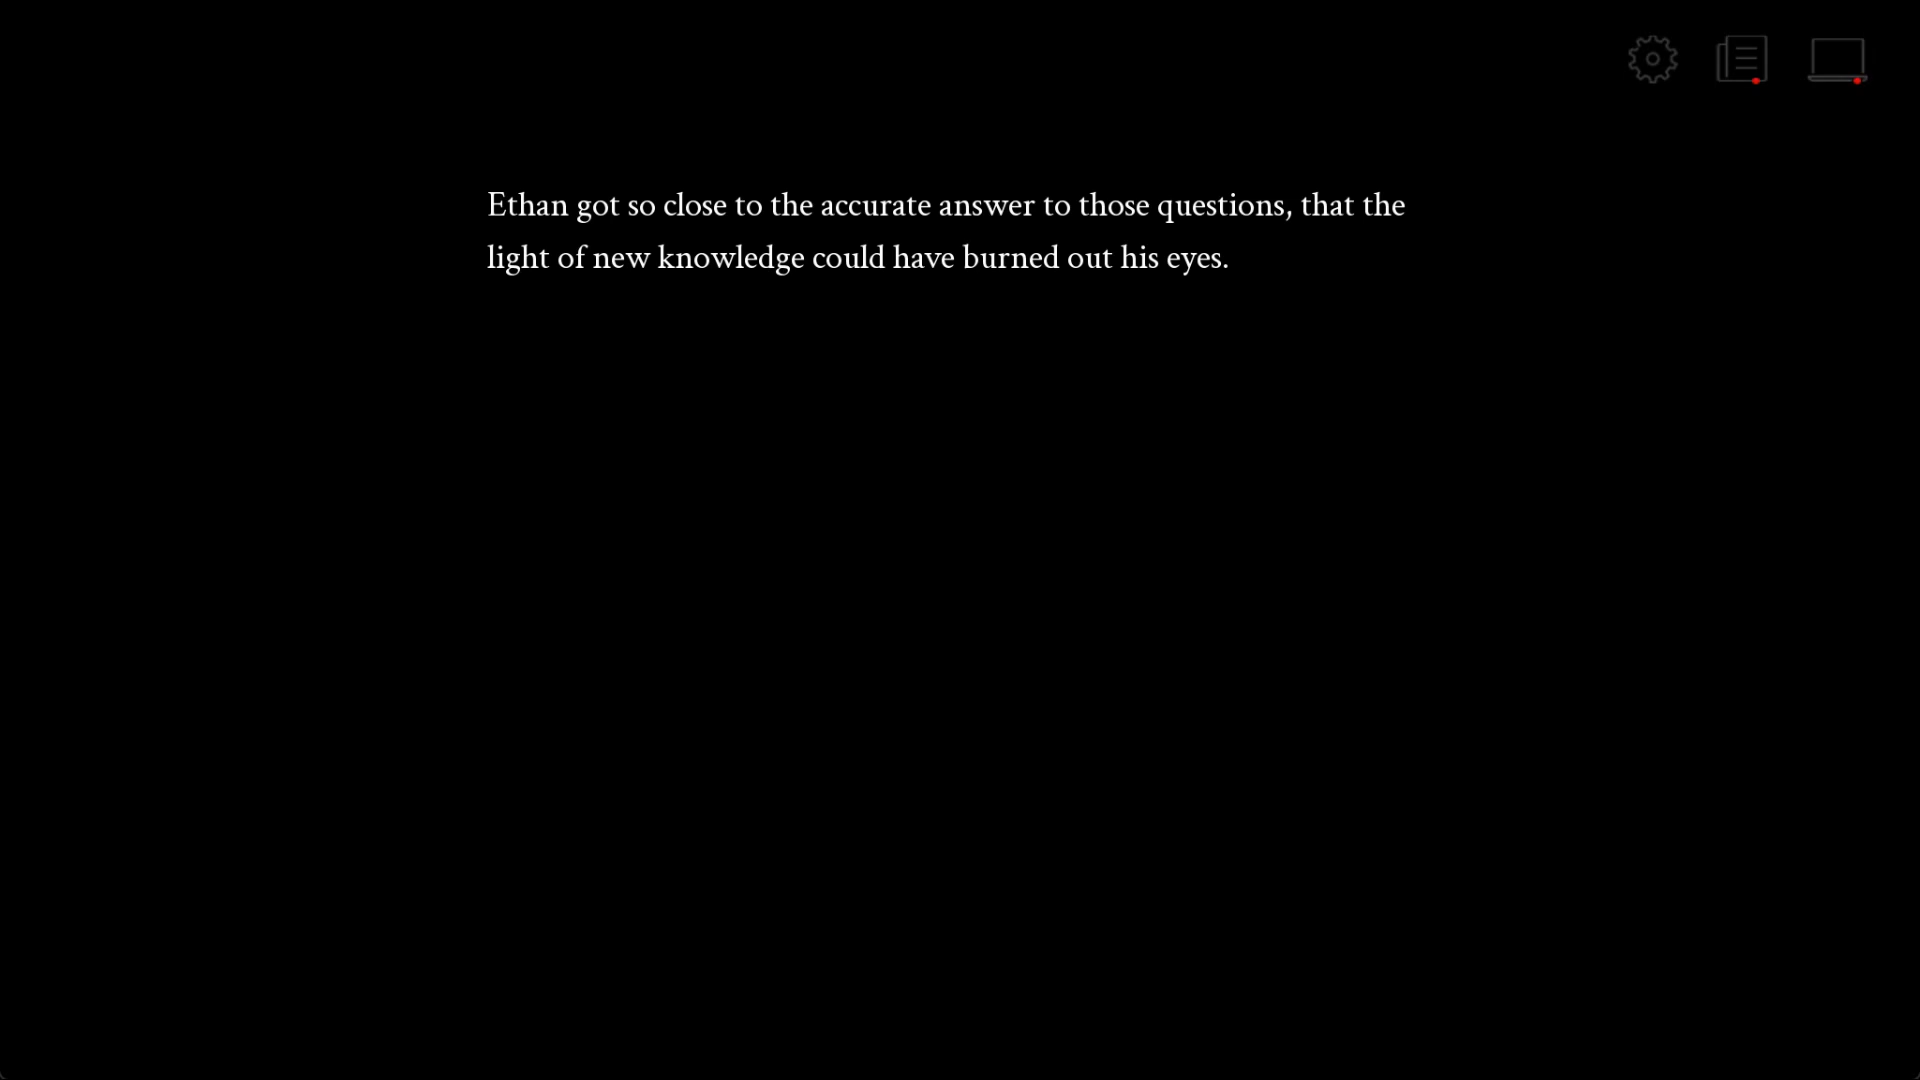 Ethan got so close to the accurate answer to those questions, that the
light of new knowledge could have burned out his eyes.